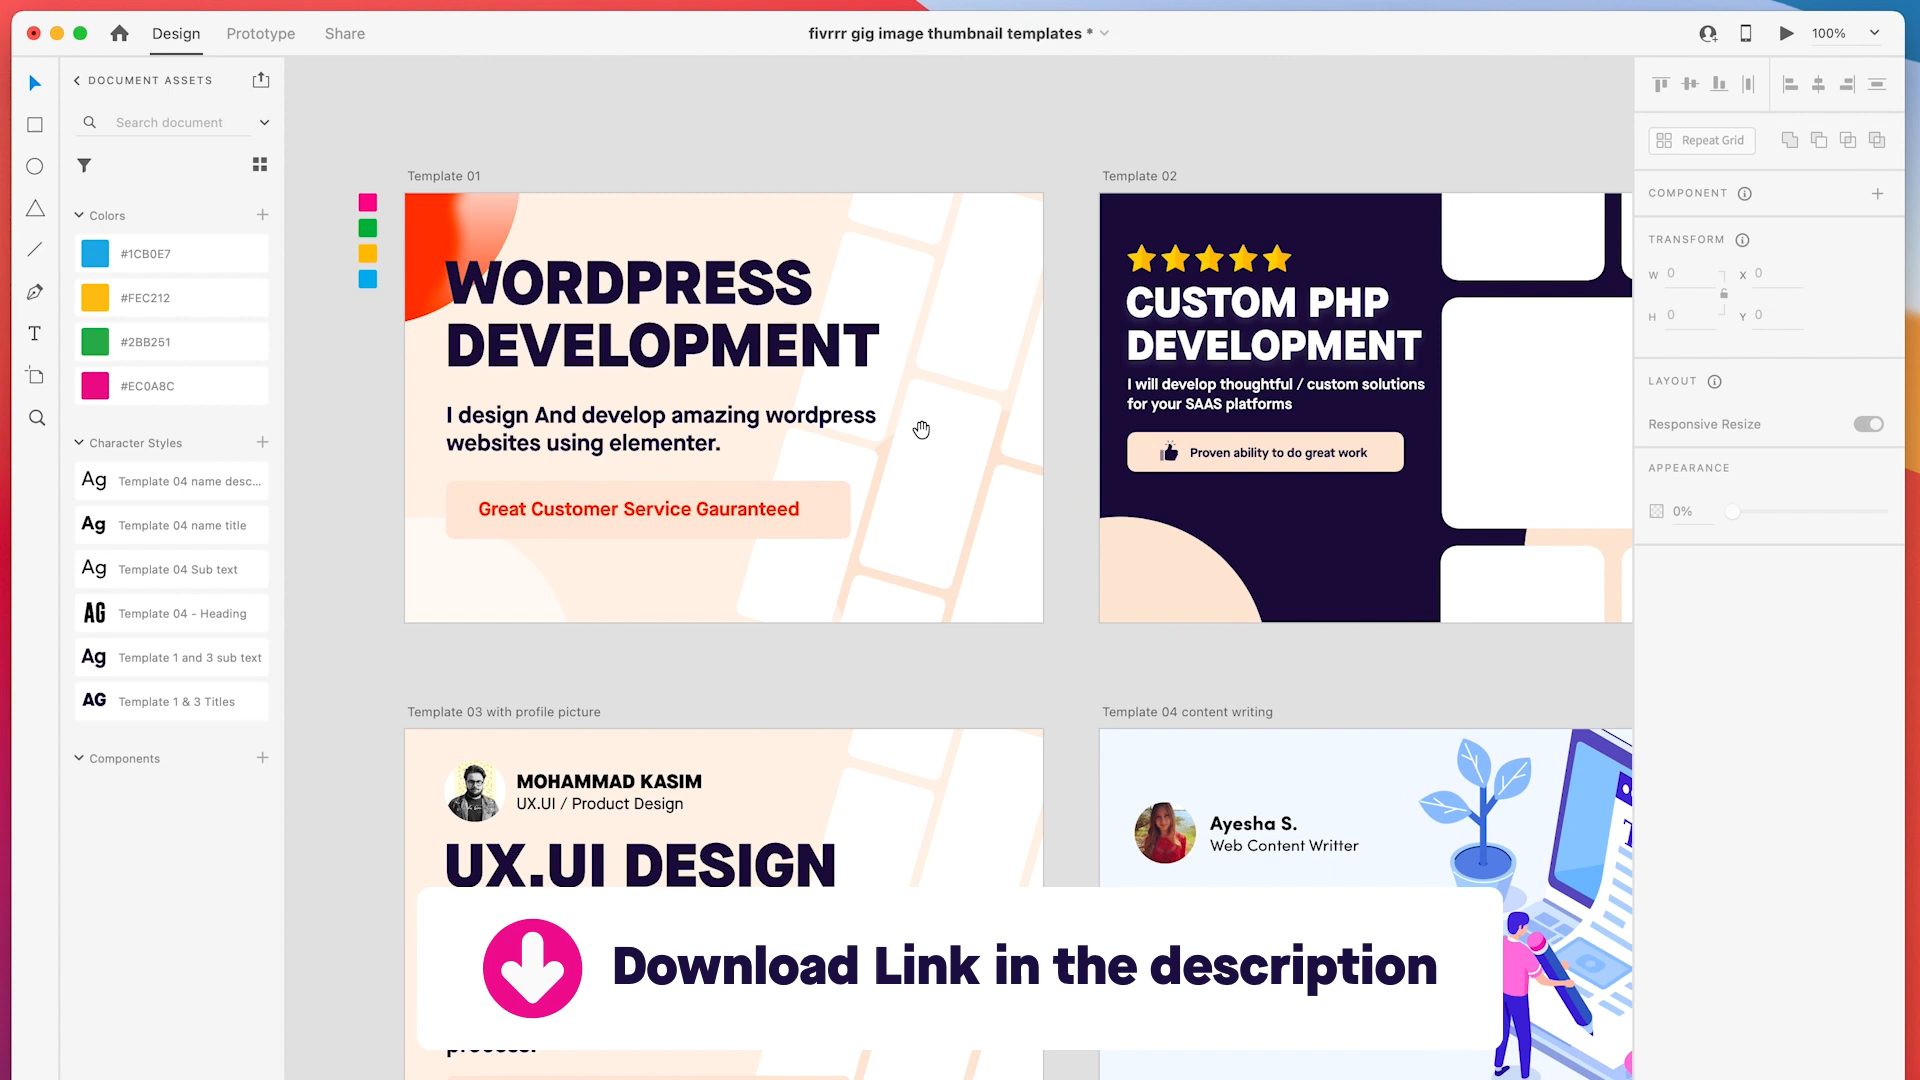 Design
Prototype
Share
fivrrr gig image thumbnail templates *
100%
DOCUMENT ASSETS
Search document
Colors
#1CB0E7
#FEC212
#2BB251
#EC0A8C
Character Styles
Ag Template 04 name desc...
Ag Template 04 name title
Ag Template 04 Sub text
AG Template 04 - Heading
Ag Template 1 and 3 sub text
AG Template 1 & 3 Titles
Components
Template 01
WORDPRESS
DEVELOPMENT
I design And develop amazing wordpress
websites using elementer.
Great Customer Service Gauranteed
Template 02
CUSTOM PHP
DEVELOPMENT
I will develop thoughtful / custom solutions
for your SAAS platforms
Proven ability to do great work
Template 03 with profile picture
MOHAMMAD KASIM
UX.UI / Product Design
UX.UI DESIGN
process.
Template 04 content writing
Ayesha S.
Web Content Writter
Download Link in the description
Repeat Grid
COMPONENT
TRANSFORM
W 0
X 0
H 0
Y 0
LAYOUT
Responsive Resize
APPEARANCE
0%